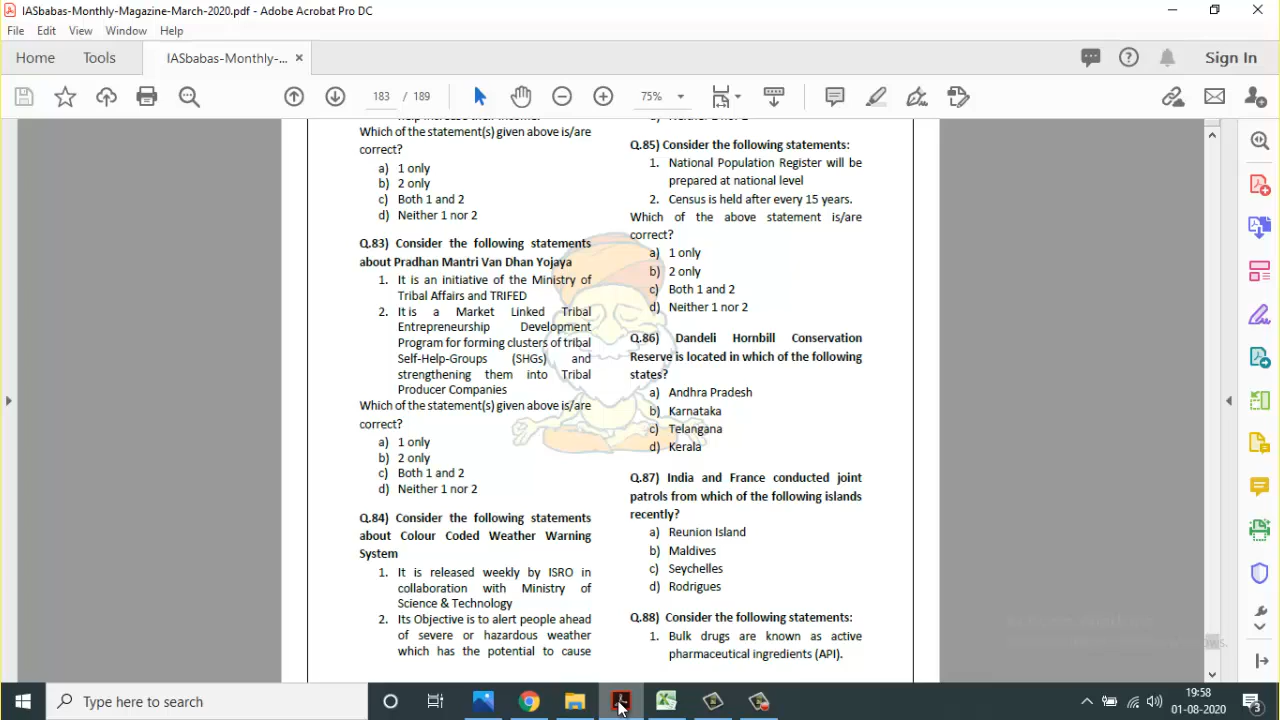 IASbabas-Monthly-Magazine-March-2020.pdf - Adobe Acrobat Pro DC
File Edit View Window Help
Home Tools IASbabas-Monthly-... × Sign In
183 / 189 75%
Which of the statement(s) given above is/are
correct?
a) 1 only
b) 2 only
c) Both 1 and 2
d) Neither 1 nor 2
Q.83) Consider the following statements
about Pradhan Mantri Van Dhan Yojaya
1. It is an initiative of the Ministry of
Tribal Affairs and TRIFED
2. It is a Market Linked Tribal
Entrepreneurship Development
Program for forming clusters of tribal
Self-Help-Groups (SHGs) and
strengthening them into Tribal
Producer Companies
Which of the statement(s) given above is/are
correct?
a) 1 only
b) 2 only
c) Both 1 and 2
d) Neither 1 nor 2
Q.84) Consider the following statements
about Colour Coded Weather Warning
System
1. It is released weekly by ISRO in
collaboration with Ministry of
Science & Technology
2. Its Objective is to alert people ahead
of severe or hazardous weather
which has the potential to cause
Q.85) Consider the following statements:
1. National Population Register will be
prepared at national level
2. Census is held after every 15 years.
Which of the above statement is/are
correct?
a) 1 only
b) 2 only
c) Both 1 and 2
d) Neither 1 nor 2
Q.86) Dandeli Hornbill Conservation
Reserve is located in which of the following
states?
a) Andhra Pradesh
b) Karnataka
c) Telangana
d) Kerala
Q.87) India and France conducted joint
patrols from which of the following islands
recently?
a) Reunion Island
b) Maldives
c) Seychelles
d) Rodrigues
Q.88) Consider the following statements:
1. Bulk drugs are known as active
pharmaceutical ingredients (API).
Type here to search
19:58
01-08-2020
3